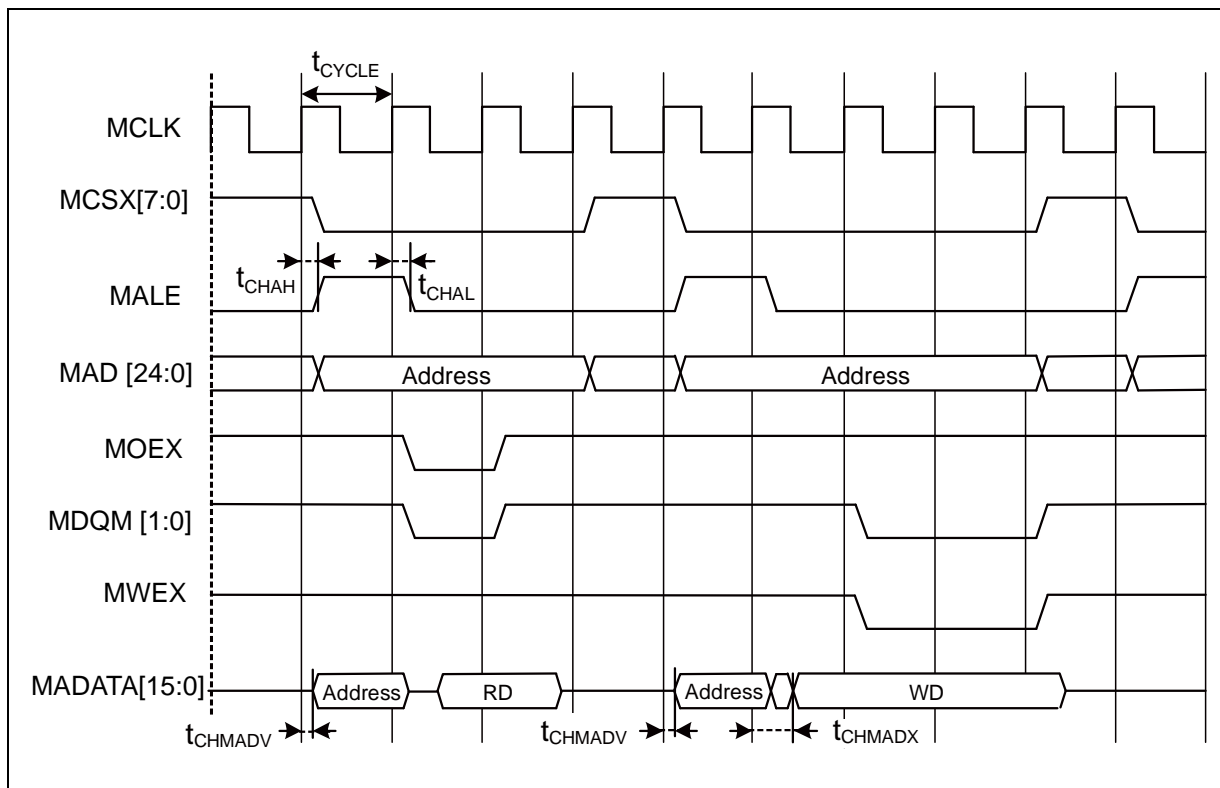 tCYCLE
MCLK
MCSX[7:0]
tCHAH
tCHAL
MALE
MAD [24:0]
Address
Address
MOEX
MDQM [1:0]
MWEX
MADATA[15:0]
Address
RD
Address
WD
tCHMADV
tCHMADV
tCHMADX